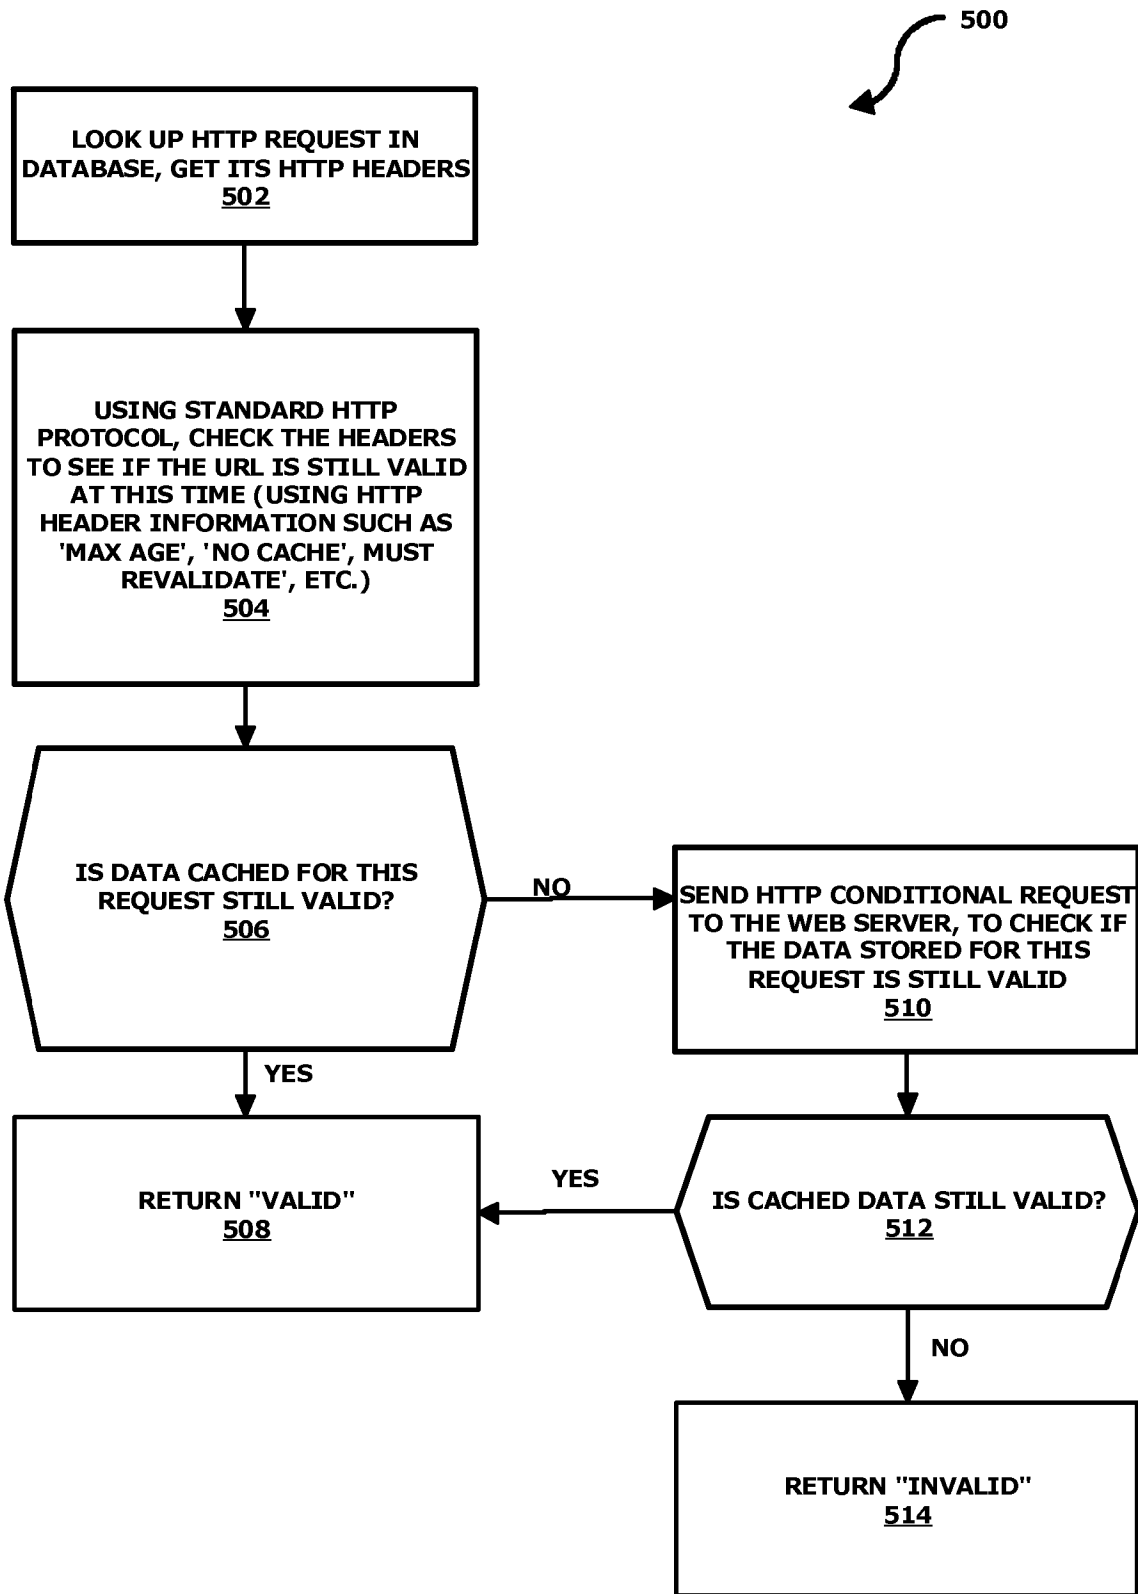 500
LOOK UP HTTP REQUEST IN
DATABASE, GET ITS HTTP HEADERS
502
USING STANDARD HTTP
PROTOCOL, CHECK THE HEADERS
TO SEE IF THE URL IS STILL VALID
AT THIS TIME (USING HTTP
HEADER INFORMATION SUCH AS
'MAX AGE', 'NO CACHE', MUST
REVALIDATE', ETC.)
504
IS DATA CACHED FOR THIS
REQUEST STILL VALID?
506
NO
SEND HTTP CONDITIONAL REQUEST
TO THE WEB SERVER, TO CHECK IF
THE DATA STORED FOR THIS
REQUEST IS STILL VALID
510
YES
RETURN "VALID"
508
YES
IS CACHED DATA STILL VALID?
512
NO
RETURN "INVALID"
514